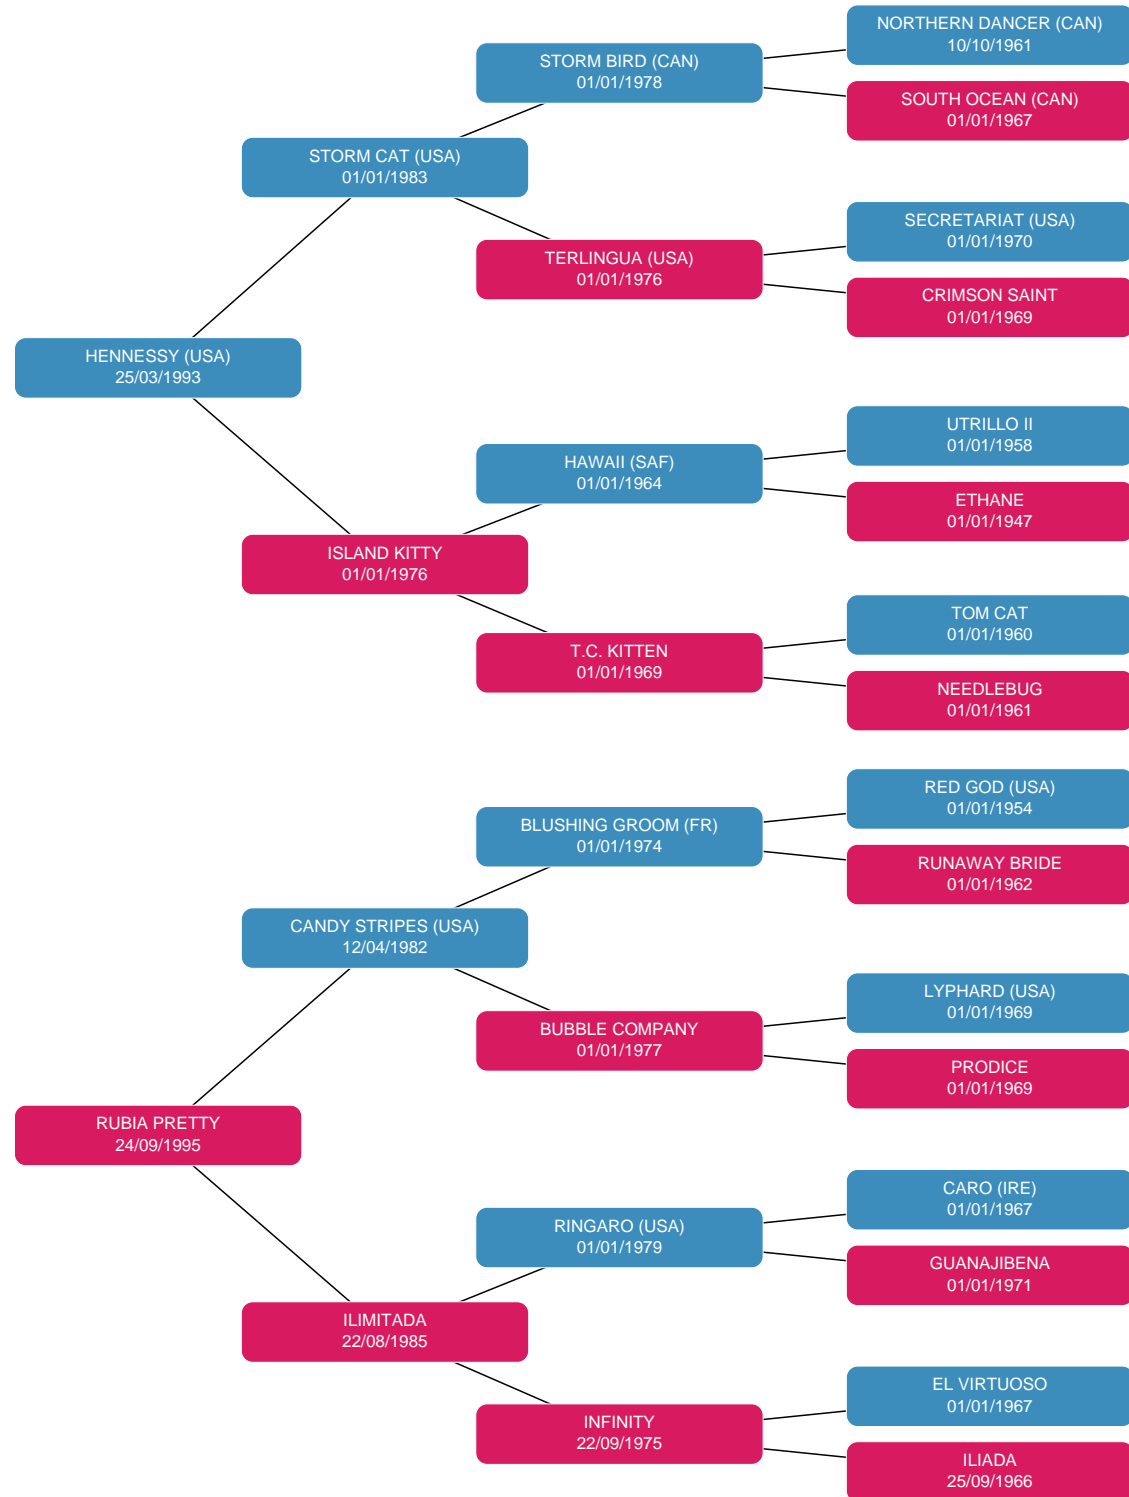 NORTHERN DANCER (CAN)
10/10/1961
STORM BIRD (CAN)
01/01/1978
SOUTH OCEAN (CAN)
01/01/1967
STORM CAT (USA)
01/01/1983
SECRETARIAT (USA)
01/01/1970
TERLINGUA (USA)
01/01/1976
CRIMSON SAINT
01/01/1969
HENNESSY (USA)
25/03/1993
UTRILLO II
01/01/1958
HAWAII (SAF)
01/01/1964
ETHANE
01/01/1947
ISLAND KITTY
01/01/1976
TOM CAT
01/01/1960
T.C. KITTEN
01/01/1969
NEEDLEBUG
01/01/1961
RED GOD (USA)
01/01/1954
BLUSHING GROOM (FR)
01/01/1974
RUNAWAY BRIDE
01/01/1962
CANDY STRIPES (USA)
12/04/1982
LYPHARD (USA)
01/01/1969
BUBBLE COMPANY
01/01/1977
PRODICE
01/01/1969
RUBIA PRETTY
24/09/1995
CARO (IRE)
01/01/1967
RINGARO (USA)
01/01/1979
GUANAJIBENA
01/01/1971
ILIMITADA
22/08/1985
EL VIRTUOSO
01/01/1967
INFINITY
22/09/1975
ILIADA
25/09/1966